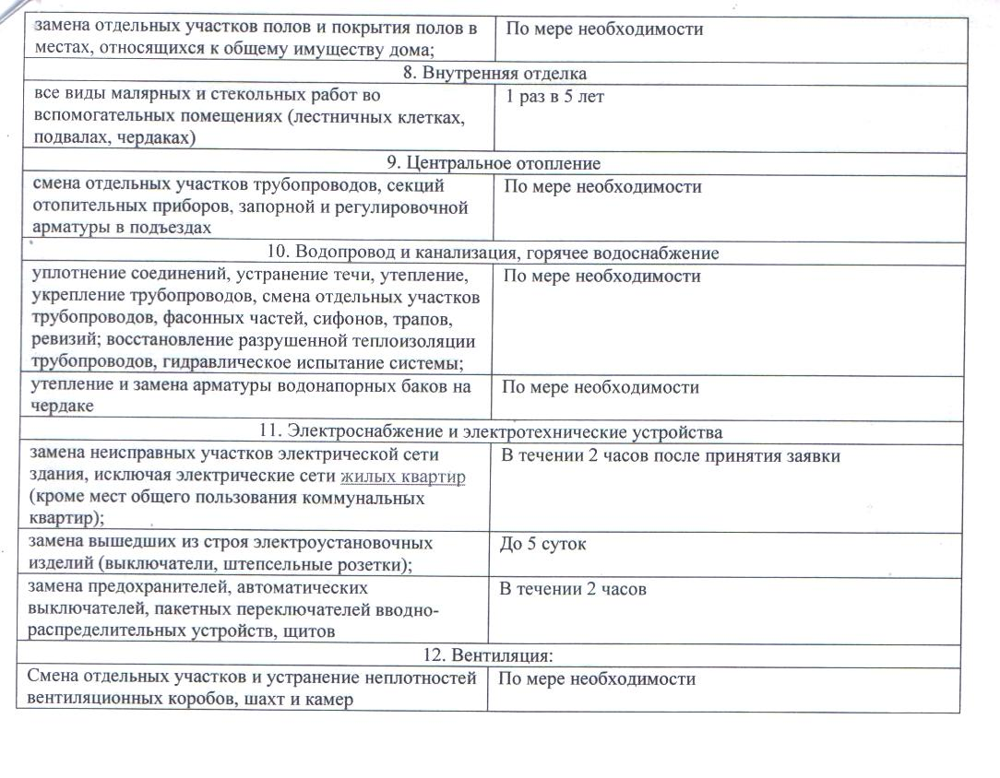 замена отдельных участков полов и покрытия полов в
местах, относящихся к общему имуществу дома;
По мере необходимости
8. Внутренняя отделка
все виды малярных и стекольных работ во
вспомогательных помещениях (лестничных клетках,
подвалах, чердаках)
1 раз в 5 лет
9. Центральное отопление
смена отдельных участков трубопроводов, секций
отопительных приборов, запорной и регулировочной
арматуры в подъездах
По мере необходимости
10. Водопровод и канализация, горячее водоснабжение
уплотнение соединений, устранение течи, утепление,
укрепление трубопроводов, смена отдельных участков
трубопроводов, фасонных частей, сифонов, трапов,
ревизий; восстановление разрушенной теплоизоляции
трубопроводов, гидравлическое испытание системы;
По мере необходимости
утепление и замена арматуры водонапорных баков на
чердаке
По мере необходимости
11. Электроснабжение и электротехнические устройства
замена неисправных участков электрической сети
здания, исключая электрические сети жилых квартир
(кроме мест общего пользования коммунальных
квартир);
В течении 2 часов после принятия заявки
замена вышедших из строя электроустановочных
изделий (выключатели, штепсельные розетки);
До 5 суток
замена предохранителей, автоматических
выключателей, пакетных переключателей вводно-
распределительных устройств, щитов
В течении 2 часов
12. Вентиляция:
Смена отдельных участков и устранение неплотностей
вентиляционных коробов, шахт и камер
По мере необходимости